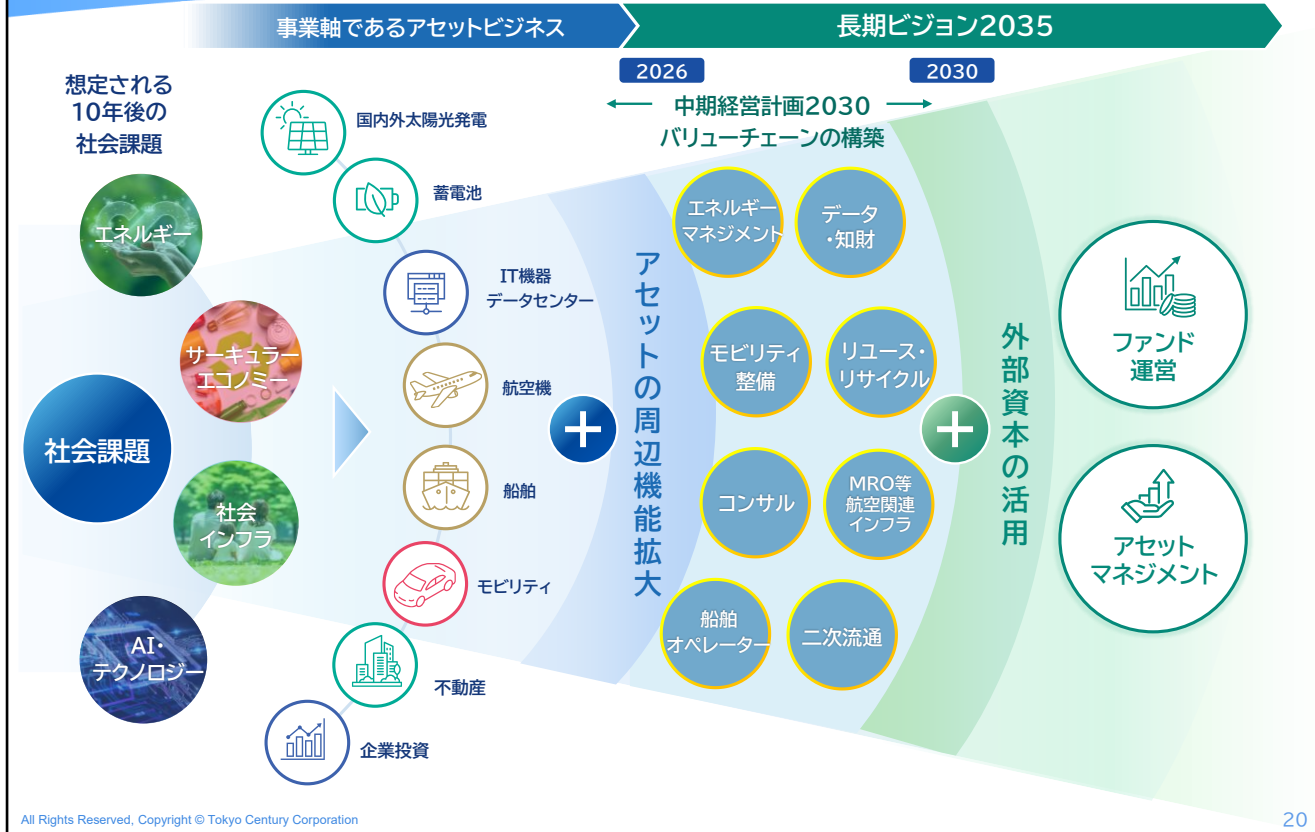 事業軸であるアセットビジネス
長期ビジョン2035
2026
2030
中期経営計画2030
バリューチェーンの構築
想定される
10年後の
社会課題
エネルギー
サーキュラー
エコノミー
社会課題
社会
インフラ
AI・
テクノロジー
国内外太陽光発電
蓄電池
IT機器
データセンター
航空機
船舶
モビリティ
不動産
企業投資
アセットの周辺機能拡大
エネルギー
マネジメント
データ
・知財
モビリティ
整備
リユース・
リサイクル
コンサル
MRO等
航空関連
インフラ
船舶
オペレーター
二次流通
外部資本の活用
ファンド
運営
アセット
マネジメント
All Rights Reserved, Copyright © Tokyo Century Corporation
20